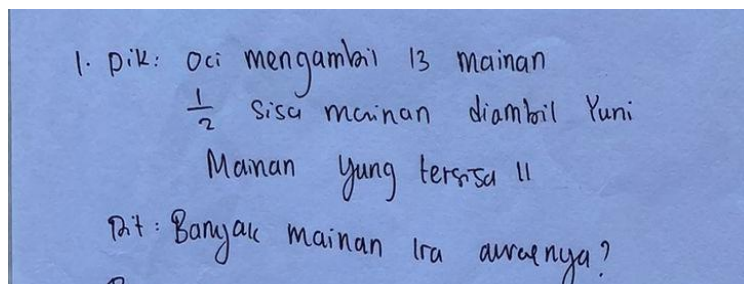 1. Dik: Oci mengambil 13 mainan
1/2 sisa mainan diambil Yuni
Mainan yang tersisa 11
Dit: Banyak mainan Ira awalnya?